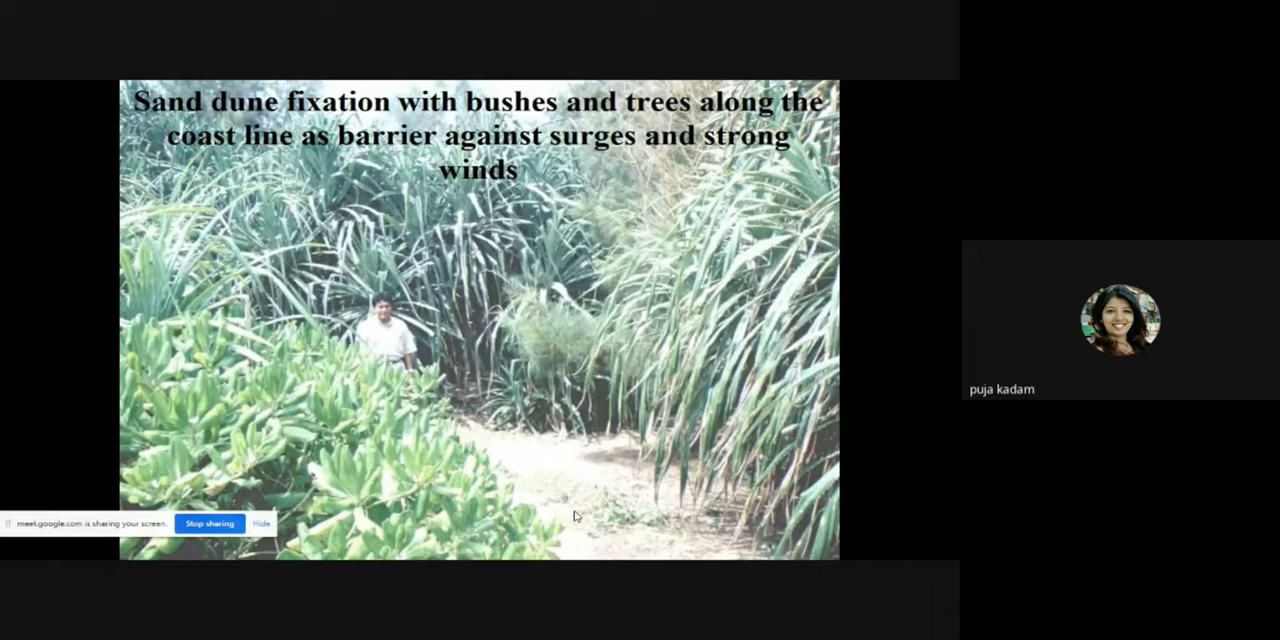 Sand dune fixation with bushes and trees along the
coast line as barrier against surges and strong
winds
puja kadam
meet.google.com is sharing your screen.
Stop sharing
Hide